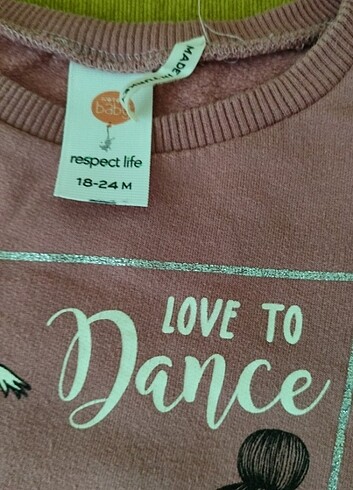 baby
respect life
18-24 M
MADE IN
LOVE TO
Dance